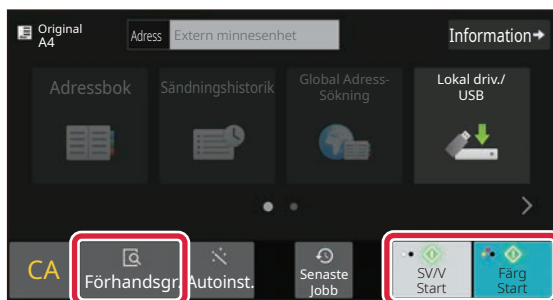 Original
A4
Adress
Extern minnesenhet
Information
Adressbok
Sändningshistorik
Global Adress-
Sökning
Lokal driv./
USB
CA
Förhandsgr.
Autoinst.
Senaste
Jobb
SV/V
Start
Färg
Start